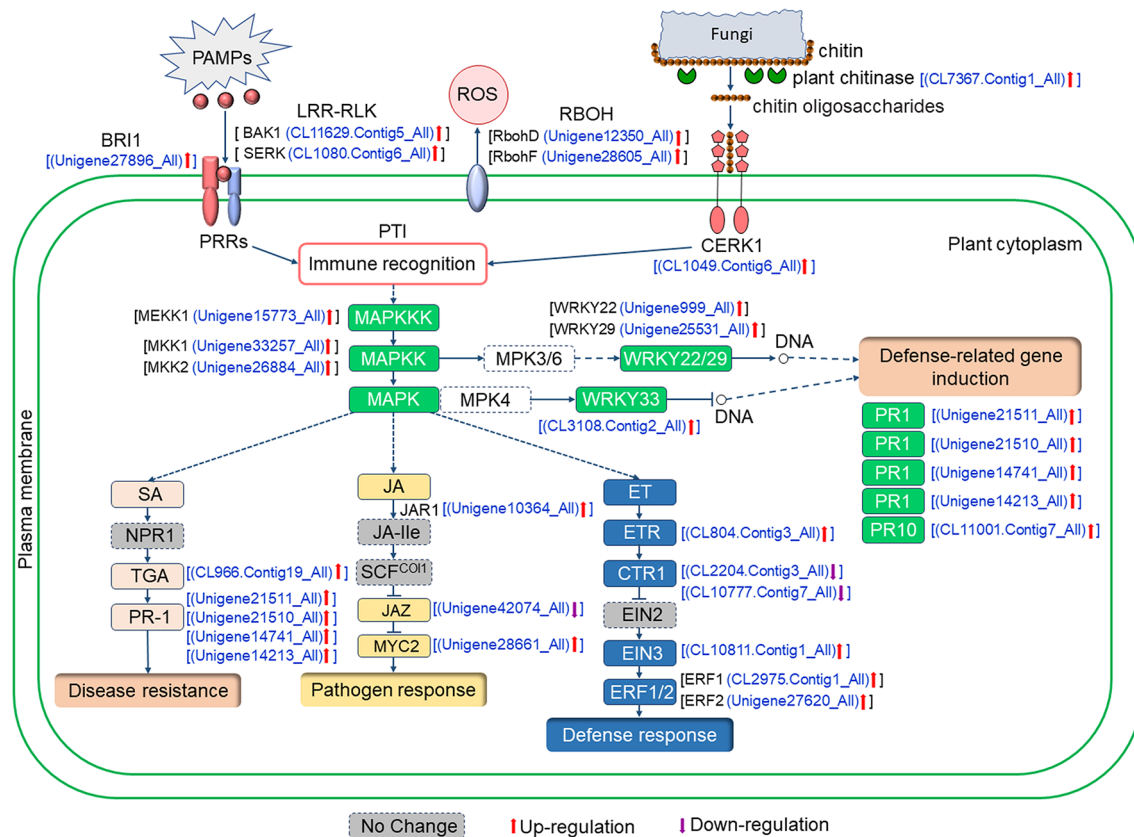 PAMPs
Fungi
chitin
plant chitinase [(CL7367.Contig1_All)]
chitin oligosaccharides
ROS
LRR-RLK
[ BAK1 (CL11629.Contig5_All)]
[ SERK (CL1080.Contig6_All)]
BRI1
[(Unigene27896_All)]
RBOH
[RbohD (Unigene12350_All)]
[RbohF (Unigene28605_All)]
PRRs
PTI
Immune recognition
CERK1
[(CL1049.Contig6_All)]
Plant cytoplasm
Plasma membrane
[MEKK1 (Unigene15773_All)]
MAPKKK
[WRKY22 (Unigene999_All)]
[WRKY29 (Unigene25531_All)]
[MKK1 (Unigene33257_All)]
[MKK2 (Unigene26884_All)]
MAPKK
MPK3/6
WRKY22/29
DNA
Defense-related gene
induction
MAPK
MPK4
WRKY33
DNA
[(CL3108.Contig2_All)]
PR1 [(Unigene21511_All)]
PR1 [(Unigene21510_All)]
PR1 [(Unigene14741_All)]
PR1 [(Unigene14213_All)]
PR10 [(CL11001.Contig7_All)]
SA
NPR1
TGA [(CL966.Contig19_All)]
PR-1
[(Unigene21511_All)]
[(Unigene21510_All)]
[(Unigene14741_All)]
[(Unigene14213_All)]
Disease resistance
JA
JAR1 [(Unigene10364_All)]
JA-Ile
SCFCOI1
JAZ [(Unigene42074_All)]
MYC2 [(Unigene28661_All)]
Pathogen response
ET
ETR [(CL804.Contig3_All)]
CTR1 [(CL2204.Contig3_All)]
[(CL10777.Contig7_All)]
EIN2
EIN3 [(CL10811.Contig1_All)]
ERF1/2
[ERF1 (CL2975.Contig1_All)]
[ERF2 (Unigene27620_All)]
Defense response
No Change
Up-regulation
Down-regulation